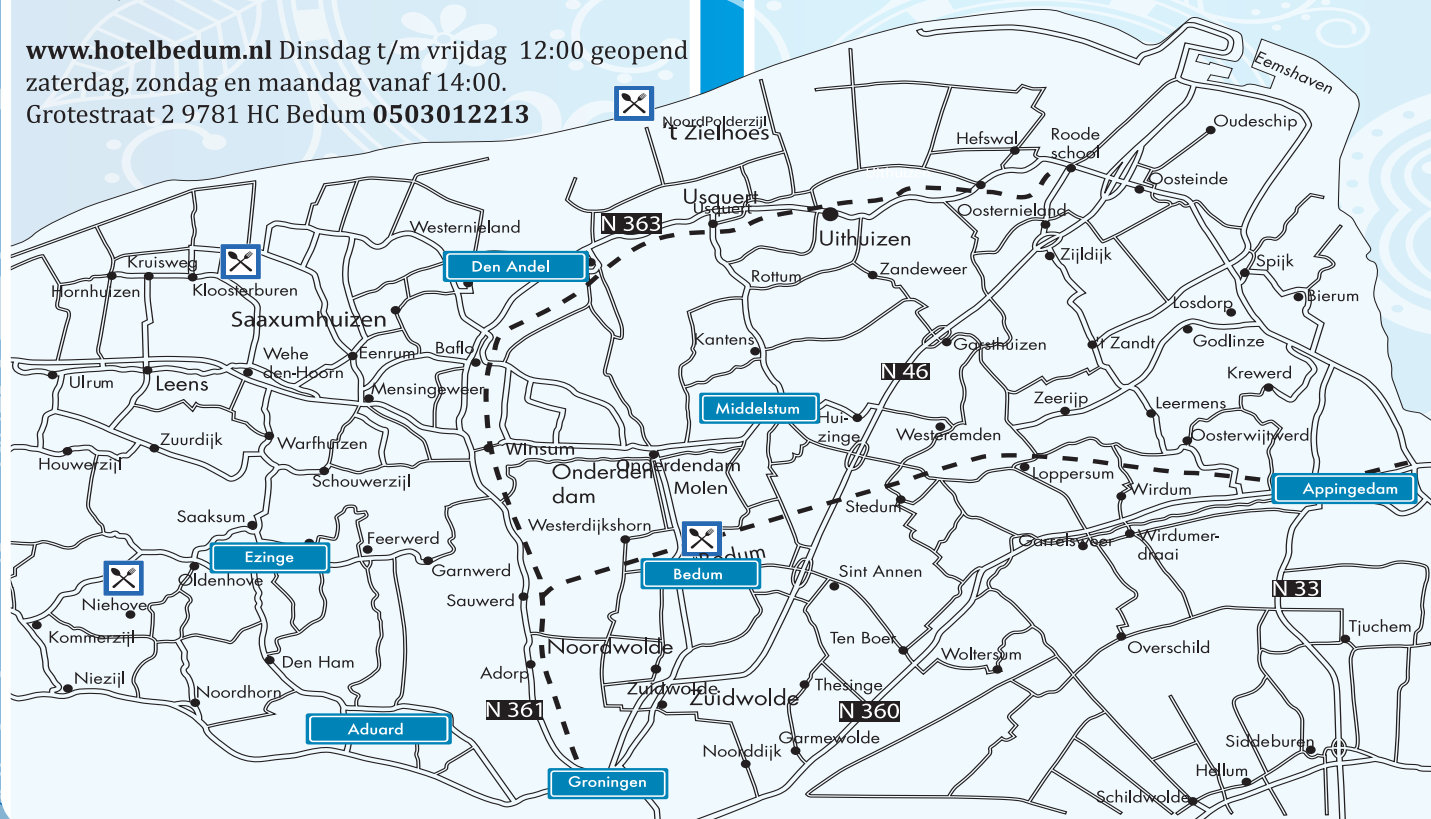 www.hotelbedum.nl Dinsdag t/m vrijdag 12:00 geopend
zaterdag, zondag en maandag vanaf 14:00.
Grotestraat 2 9781 HC Bedum 0503012213
Eemshaven
NoordPolderzijl
't Zielhoes
Oudeschip
Hefswal
Roode
school
Oosteinde
Usquert
Usquert
Oosternieland
Westernieland
N 363
Uithuizen
Zijldijk
Kruisweg
Den Andel
Spijk
Hornhuizen
Kloosterburen
Rottum
Zandeweer
Bierum
Losdorp
Saaxumhuizen
Kantens
Garsthuizen
't Zandt
Godlinze
Wehe
den-Hoorn
Eenrum
Baflo
Ulrum
Leens
N 46
Krewerd
Mensingeweer
Middelstum
Zeerijp
Leermens
Hui-
zinge
Westeremden
Oosterwijtwerd
Zuurdijk
Warfhuizen
Winsum
Houwerzijl
Onderden
dam
Onderdendam
Molen
Loppersum
Schouwerzijl
Wirdum
Appingedam
Stedum
Saaksum
Westerdijkshorn
Feerwerd
Bedum
Garrelsweer
Wirdumer-
draai
Ezinge
Garnwerd
Bedum
Oldenhove
Sint Annen
N 33
Niehove
Sauwerd
Kommerzijl
Noordwolde
Ten Boer
Tjuchem
Den Ham
Woltersum
Overschild
Niezijl
Adorp
Noordhorn
Zuidwolde
Zuidwolde
Thesinge
N 361
N 360
Aduard
Garmewolde
Noorddijk
Siddeburen
Groningen
Hellum
Schildwolde